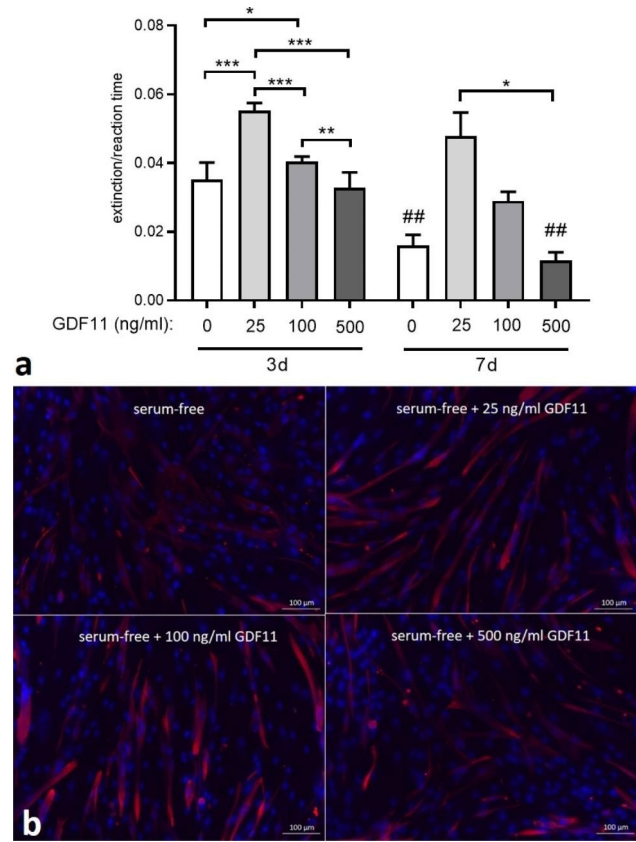 0.08
0.06
0.04
0.02
0.00
extinction/reaction time
*
***
***
***
**
*
##
##
GDF11 (ng/ml): 0 25 100 500 0 25 100 500
3d 7d
a
serum-free
serum-free + 25 ng/ml GDF11
100 µm
100 µm
serum-free + 100 ng/ml GDF11
serum-free + 500 ng/ml GDF11
100 µm
100 µm
b